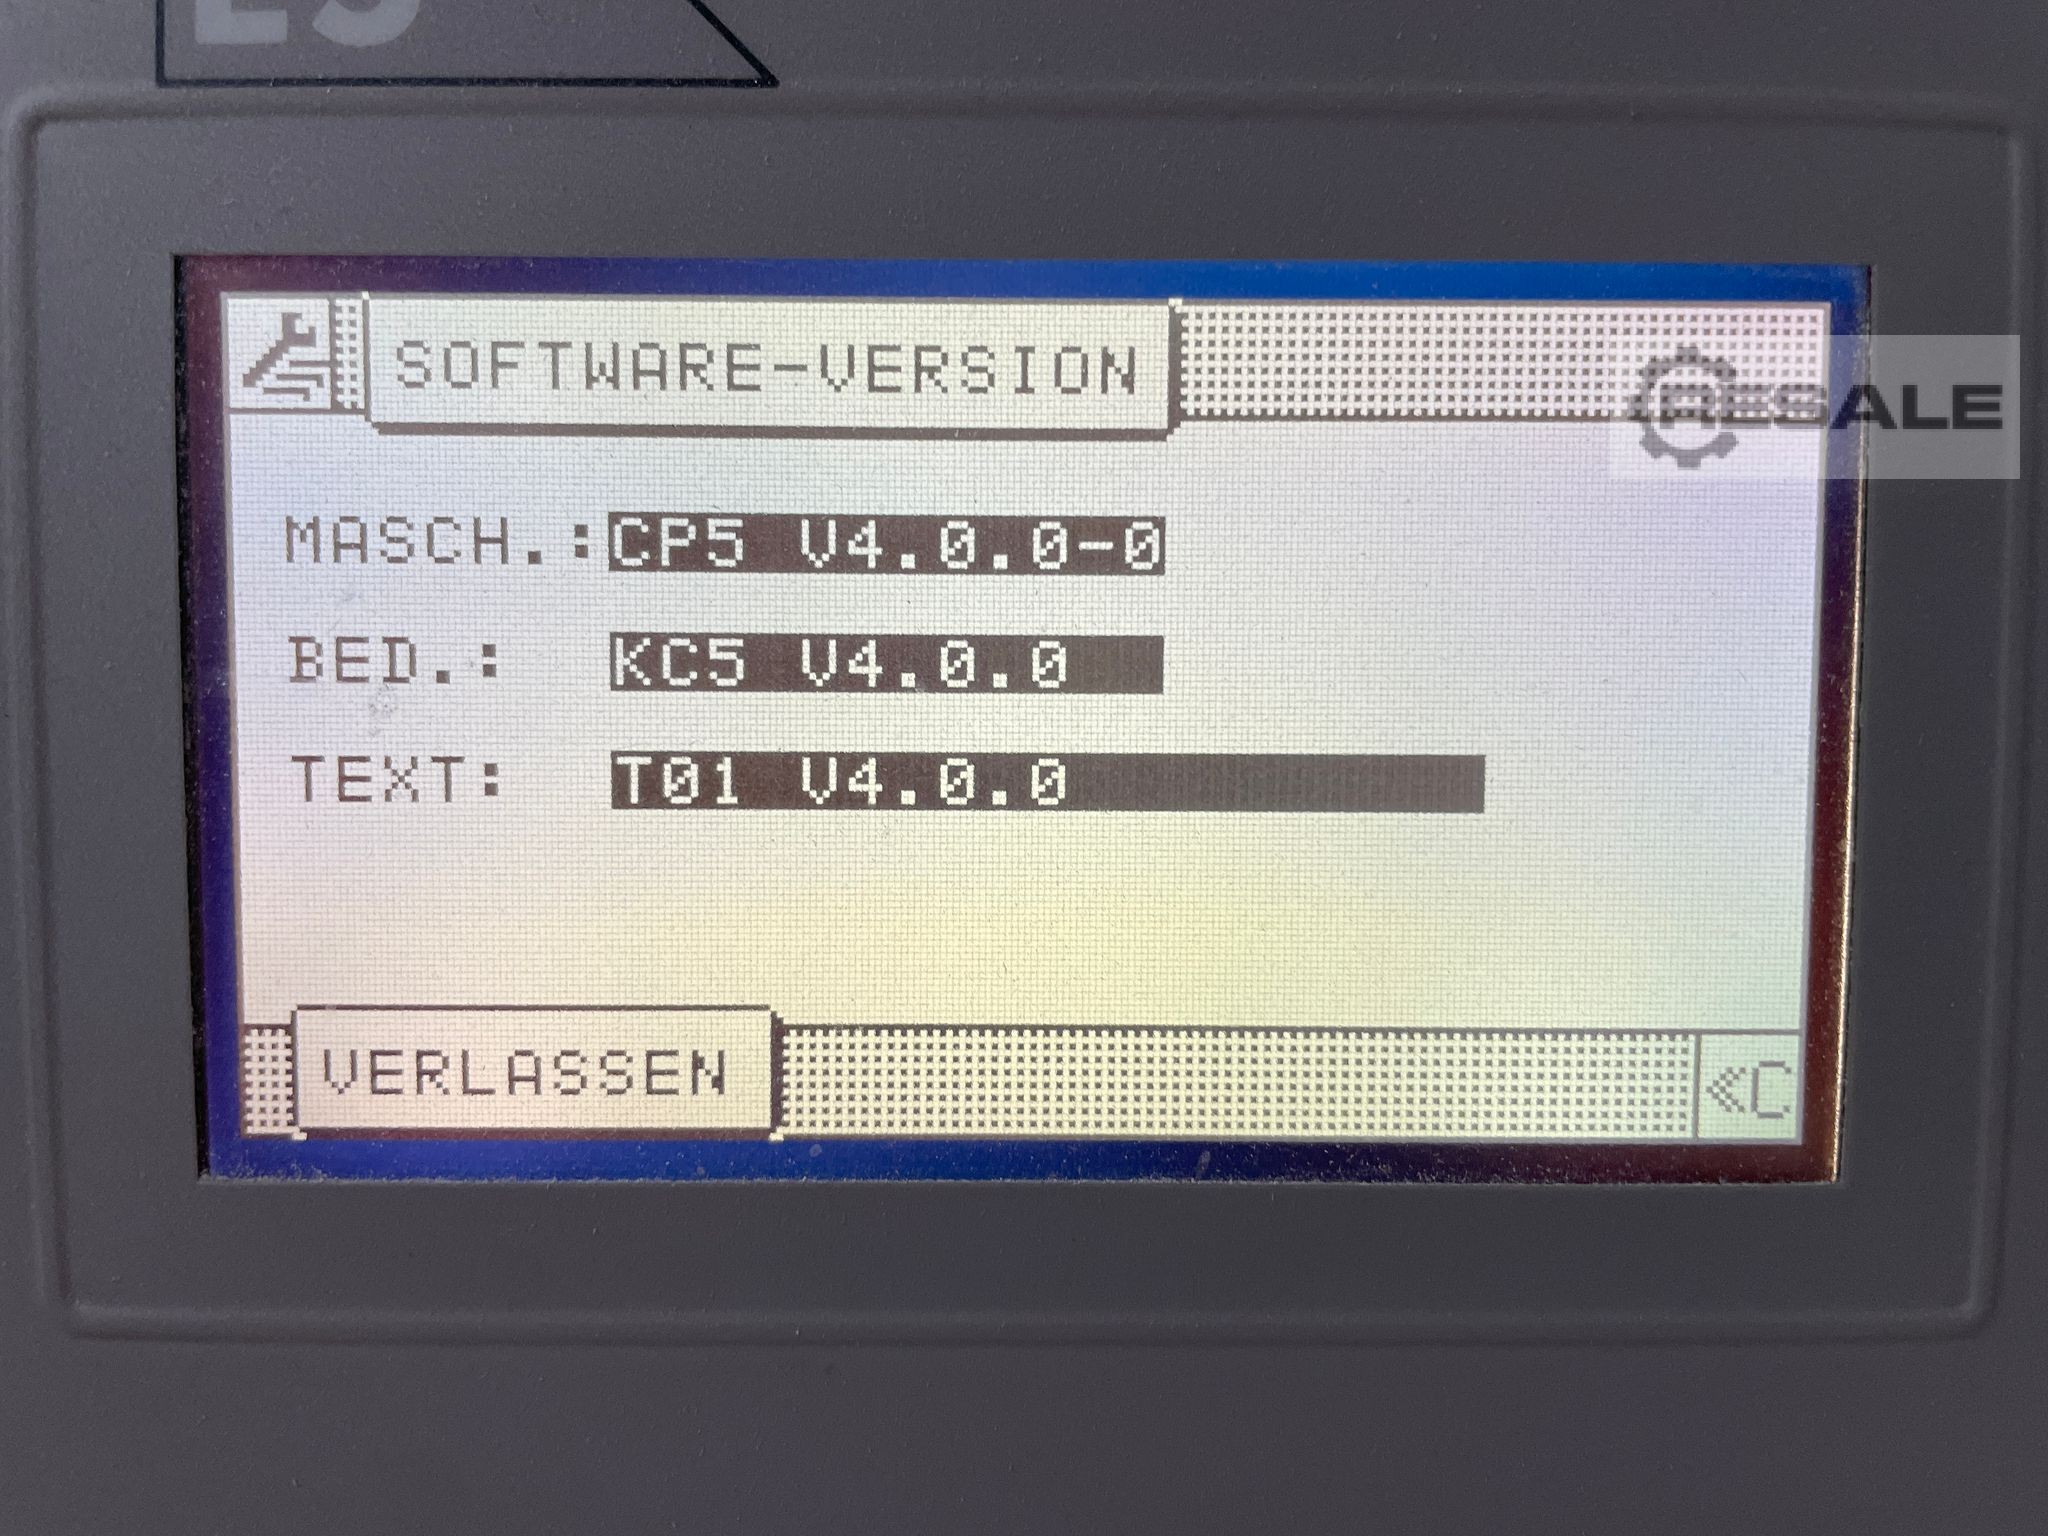 SOFTWARE-VERSION
RESALE
MASCH.:CP5 V4.0.0-0
BED.: KC5 V4.0.0
TEXT: T01 V4.0.0
VERLASSEN
«C